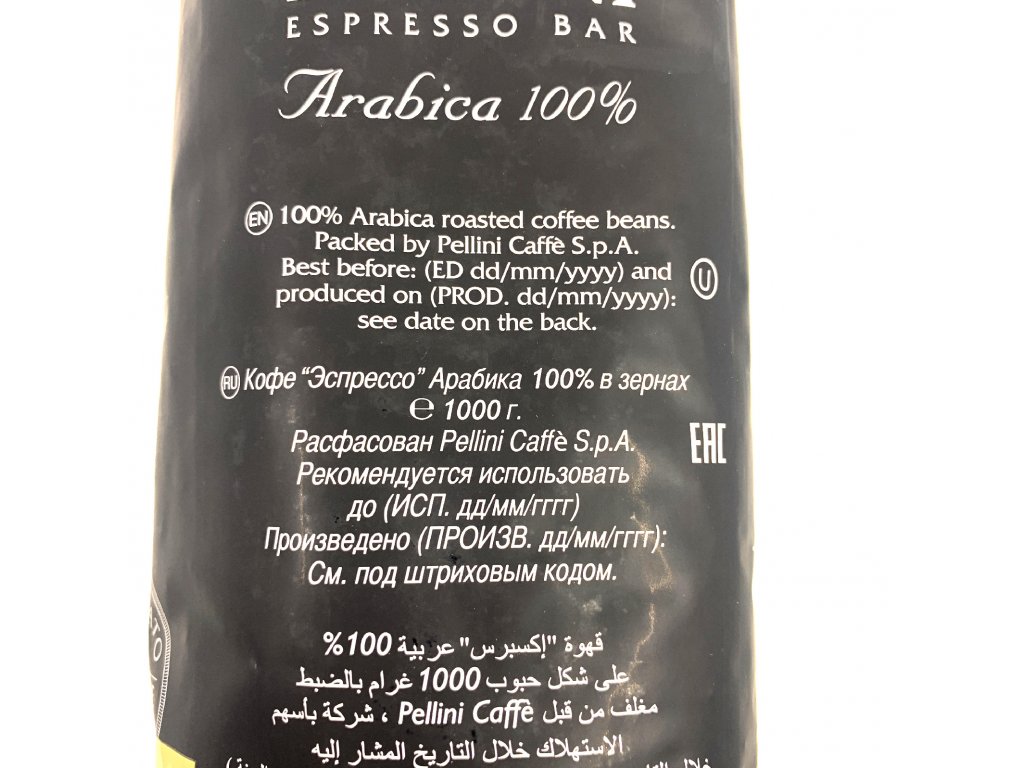 ESPRESSO BAR
Arabica 100%
EN 100% Arabica roasted coffee beans.
Packed by Pellini Caffè S.p.A.
Best before: (ED dd/mm/yyyy) and
produced on (PROD. dd/mm/yyyy):
see date on the back.
U
RU Кофе “Эспрессо” Арабика 100% в зернах
℮ 1000 г.
Расфасован Pellini Caffè S.p.A.
Рекомендуется использовать
до (ИСП. дд/мм/гггг)
Произведено (ПРОИЗВ. дд/мм/гггг):
См. под штриховым кодом.
EAC
قهوة "إكسبرس" عربية 100%
على شكل حبوب 1000 غرام بالضبط
مغلف من قبل Pellini Caffè ، شركة بأسهم
الاستهلاك خلال التاريخ المشار إليه